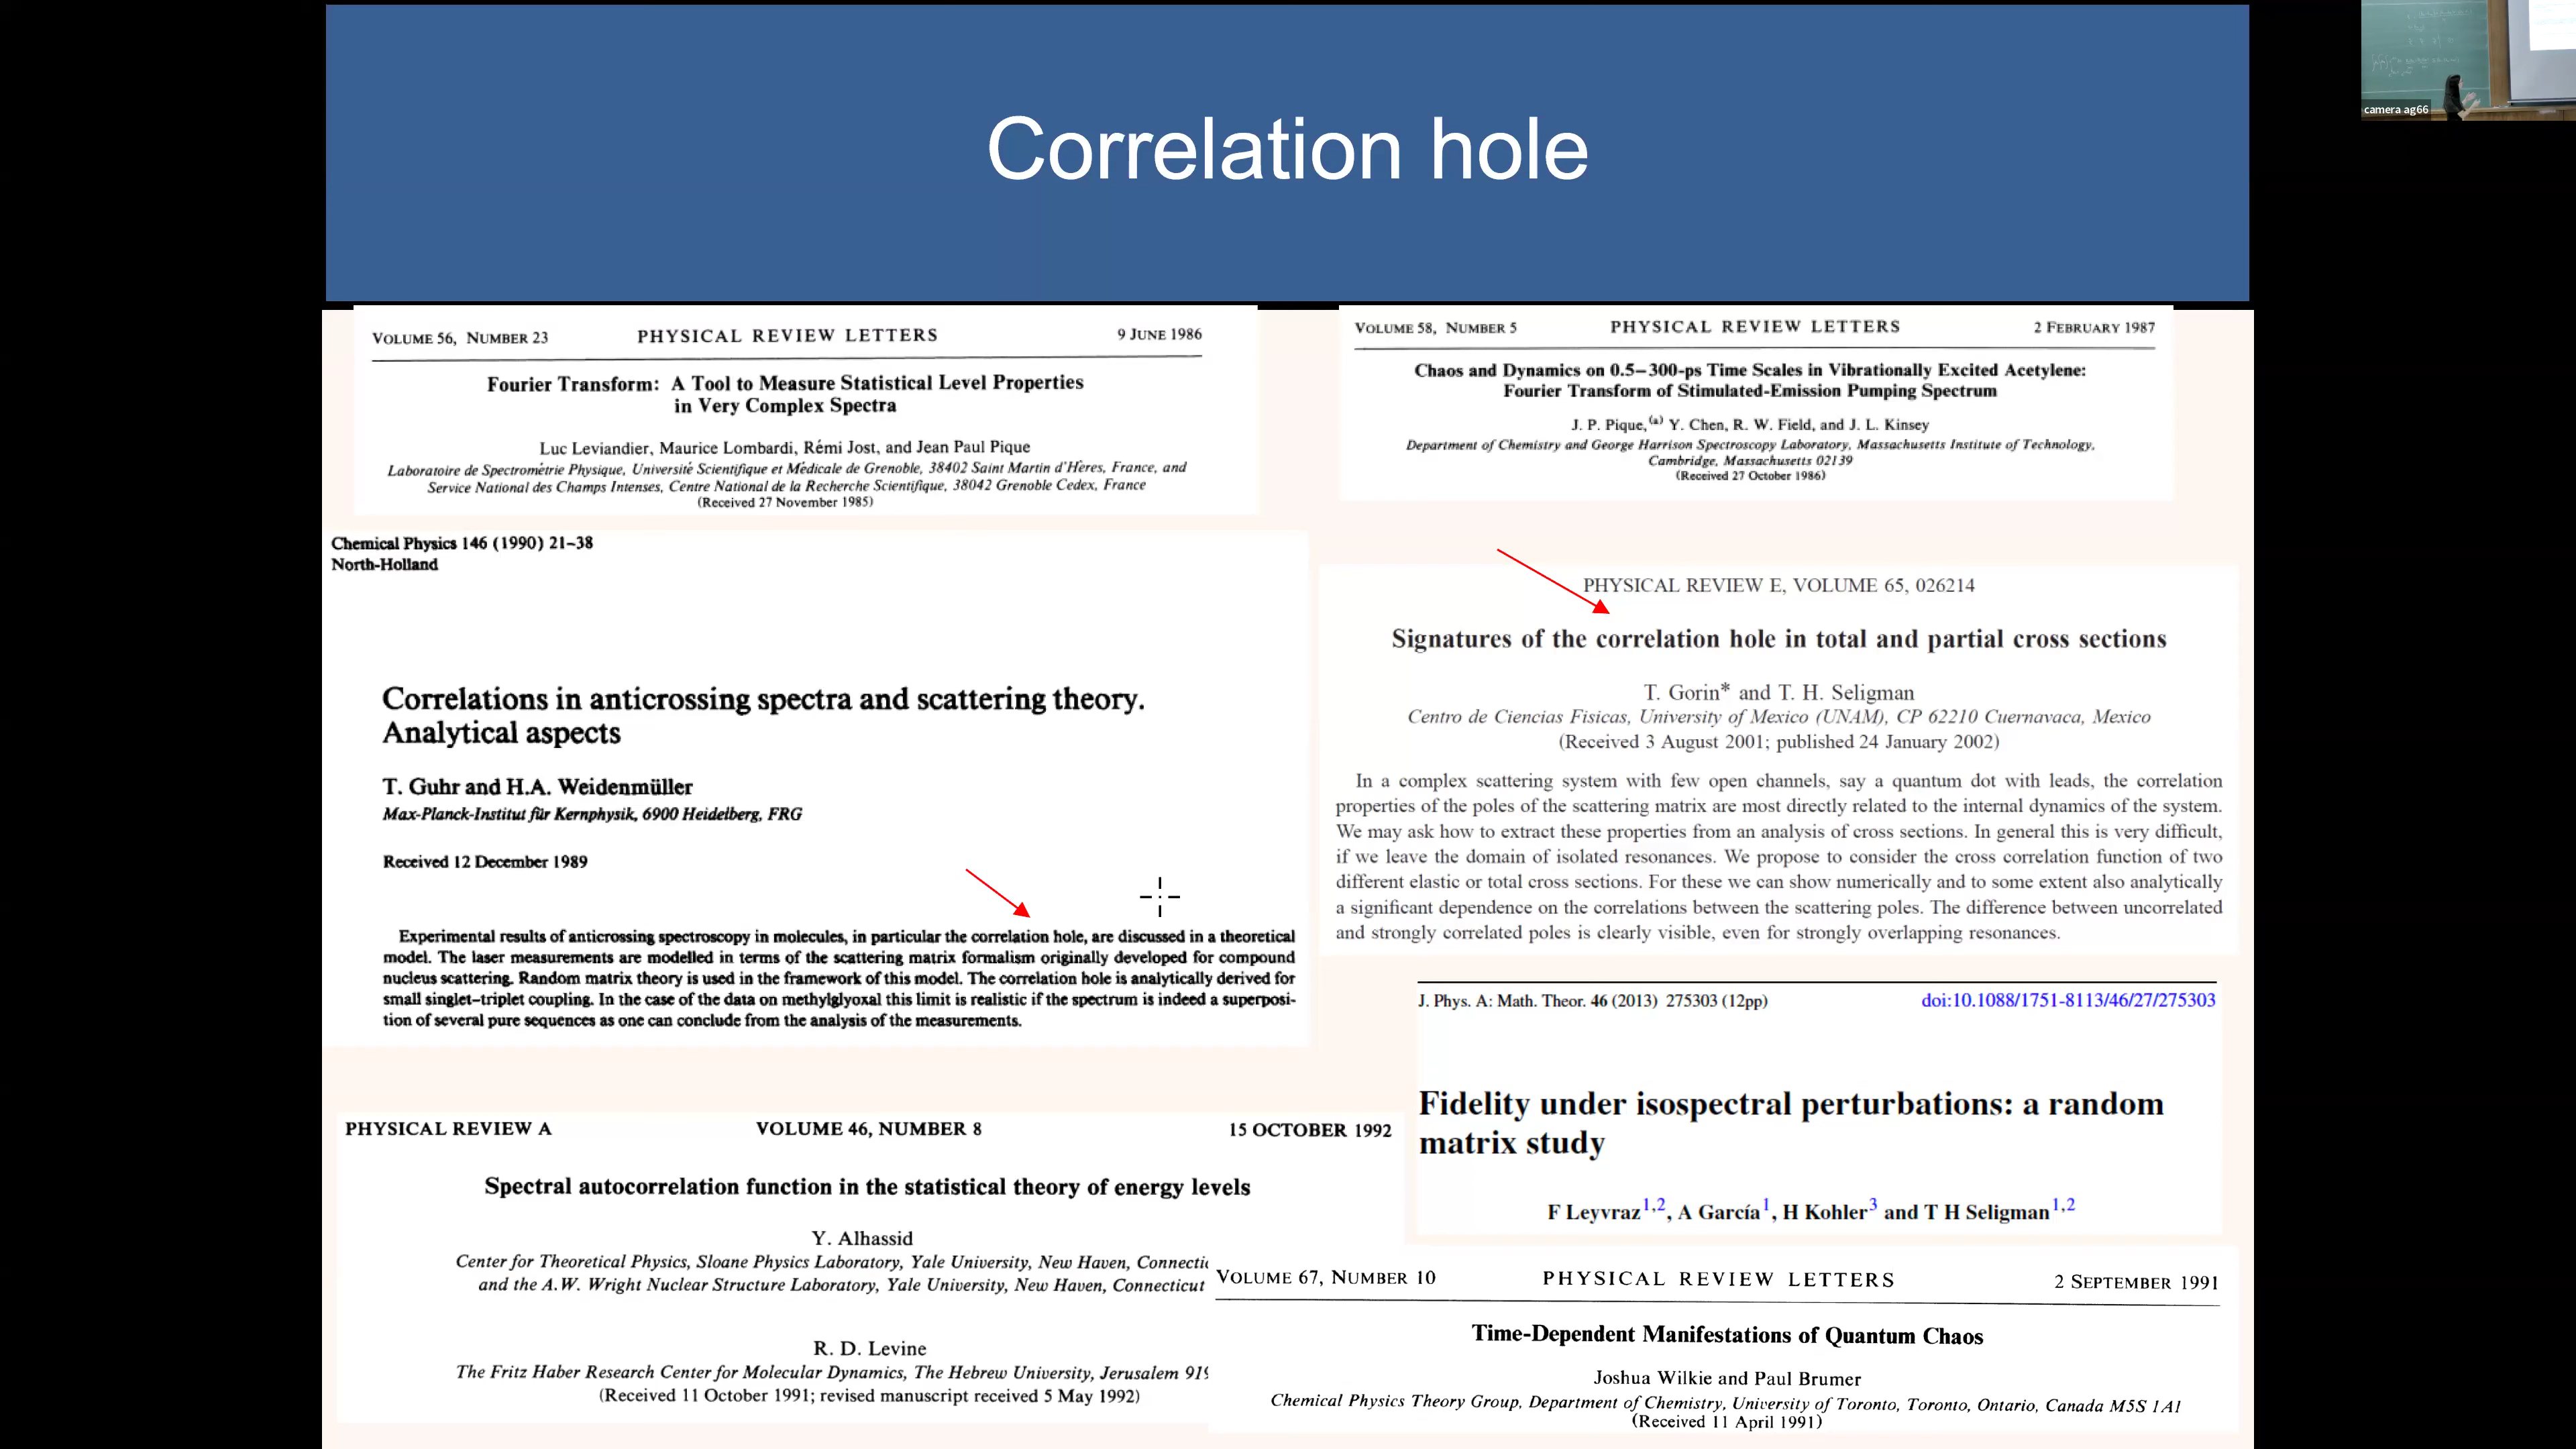 Correlation hole
camera ag66
VOLUME 56, NUMBER 23 PHYSICAL REVIEW LETTERS 9 JUNE 1986
Fourier Transform: A Tool to Measure Statistical Level Properties
in Very Complex Spectra
Luc Leviandier, Maurice Lombardi, Rémi Jost, and Jean Paul Pique
Laboratoire de Spectrométrie Physique, Université Scientifique et Médicale de Grenoble, 38402 Saint Martin d'Hères, France, and
Service National des Champs Intenses, Centre National de la Recherche Scientifique, 38042 Grenoble Cedex, France
(Received 27 November 1985)
VOLUME 58, NUMBER 5 PHYSICAL REVIEW LETTERS 2 FEBRUARY 1987
Chaos and Dynamics on 0.5–300-ps Time Scales in Vibrationally Excited Acetylene:
Fourier Transform of Stimulated-Emission Pumping Spectrum
J. P. Pique,(a) Y. Chen, R. W. Field, and J. L. Kinsey
Department of Chemistry and George Harrison Spectroscopy Laboratory, Massachusetts Institute of Technology,
Cambridge, Massachusetts 02139
(Received 27 October 1986)
Chemical Physics 146 (1990) 21–38
North-Holland
Correlations in anticrossing spectra and scattering theory.
Analytical aspects
T. Guhr and H.A. Weidenmüller
Max-Planck-Institut für Kernphysik, 6900 Heidelberg, FRG
Received 12 December 1989
Experimental results of anticrossing spectroscopy in molecules, in particular the correlation hole, are discussed in a theoretical
model. The laser measurements are modelled in terms of the scattering matrix formalism originally developed for compound
nucleus scattering. Random matrix theory is used in the framework of this model. The correlation hole is analytically derived for
small singlet–triplet coupling. In the case of the data on methylglyoxal this limit is realistic if the spectrum is indeed a superposi-
tion of several pure sequences as one can conclude from the analysis of the measurements.
PHYSICAL REVIEW E, VOLUME 65, 026214
Signatures of the correlation hole in total and partial cross sections
T. Gorin* and T. H. Seligman
Centro de Ciencias Fisicas, University of Mexico (UNAM), CP 62210 Cuernavaca, Mexico
(Received 3 August 2001; published 24 January 2002)
In a complex scattering system with few open channels, say a quantum dot with leads, the correlation
properties of the poles of the scattering matrix are most directly related to the internal dynamics of the system.
We may ask how to extract these properties from an analysis of cross sections. In general this is very difficult,
if we leave the domain of isolated resonances. We propose to consider the cross correlation function of two
different elastic or total cross sections. For these we can show numerically and to some extent also analytically
a significant dependence on the correlations between the scattering poles. The difference between uncorrelated
and strongly correlated poles is clearly visible, even for strongly overlapping resonances.
J. Phys. A: Math. Theor. 46 (2013) 275303 (12pp) doi:10.1088/1751-8113/46/27/275303
Fidelity under isospectral perturbations: a random
matrix study
F Leyvraz1,2, A García1, H Kohler3 and T H Seligman1,2
PHYSICAL REVIEW A VOLUME 46, NUMBER 8 15 OCTOBER 1992
Spectral autocorrelation function in the statistical theory of energy levels
Y. Alhassid
Center for Theoretical Physics, Sloane Physics Laboratory, Yale University, New Haven, Connectic
and the A.W. Wright Nuclear Structure Laboratory, Yale University, New Haven, Connecticut
R. D. Levine
The Fritz Haber Research Center for Molecular Dynamics, The Hebrew University, Jerusalem 919
(Received 11 October 1991; revised manuscript received 5 May 1992)
VOLUME 67, NUMBER 10 PHYSICAL REVIEW LETTERS 2 SEPTEMBER 1991
Time-Dependent Manifestations of Quantum Chaos
Joshua Wilkie and Paul Brumer
Chemical Physics Theory Group, Department of Chemistry, University of Toronto, Toronto, Ontario, Canada M5S 1A1
(Received 11 April 1991)